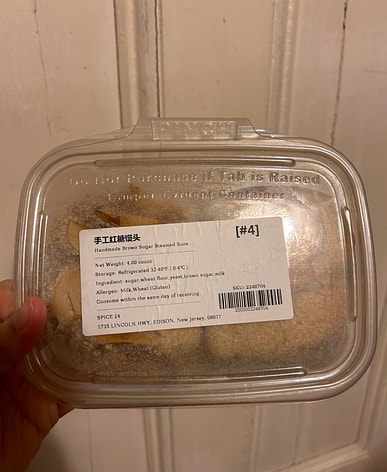 Do Not Purchase If Tab is Raised
Tamper Evident Container
手工红糖馒头
[#4]
Handmade Brown Sugar Steamed Buns
Net Weight: 4.00 count
Storage: Refrigerated 32-40°F ( 0-4°C )
Ingredient: sugar,wheat flour,yeast,brown sugar,milk
Allergen: Milk,Wheat (Gluten)
Consume within the same day of receiving
SKU: 2248704
2000002248704
SPICE 24
1735 LINCOLN HWY, EDISON, New Jersey, 08817